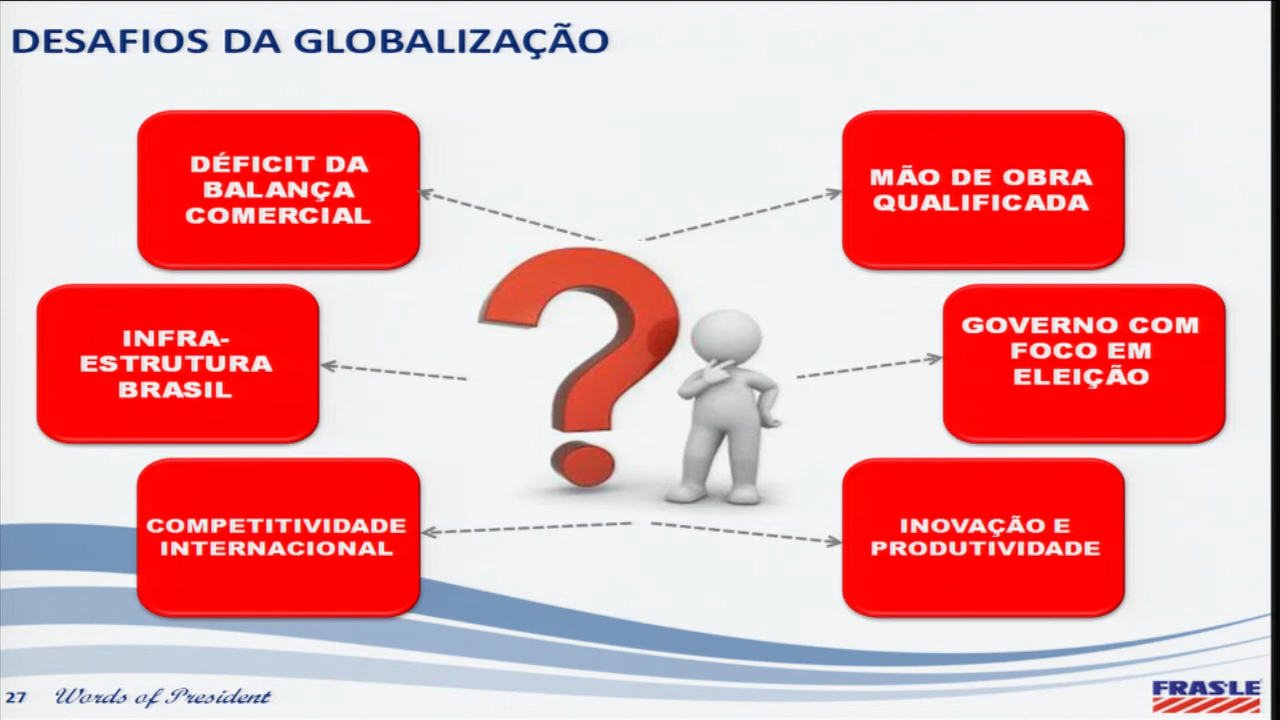 DESAFIOS DA GLOBALIZAÇÃO
DÉFICIT DA
BALANÇA
COMERCIAL
MÃO DE OBRA
QUALIFICADA
INFRA-
ESTRUTURA
BRASIL
GOVERNO COM
FOCO EM
ELEIÇÃO
COMPETITIVIDADE
INTERNACIONAL
INOVAÇÃO E
PRODUTIVIDADE
27 Words of President
FRAS-LE